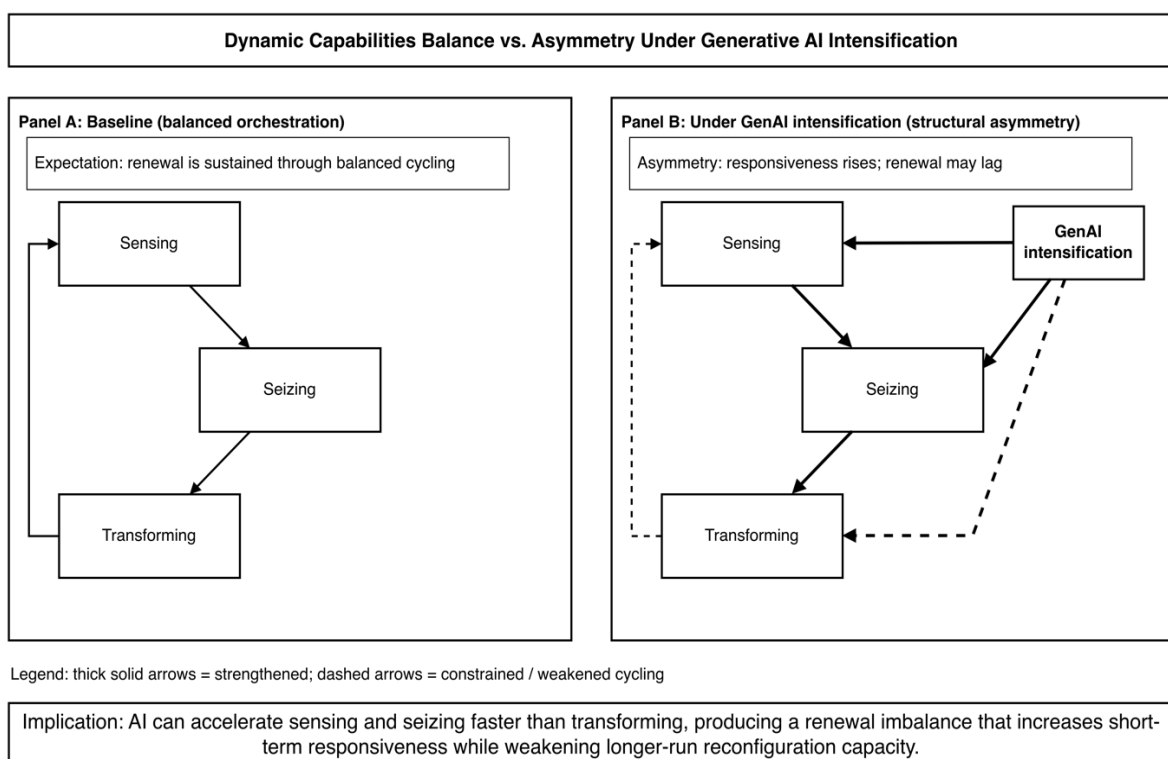 Dynamic Capabilities Balance vs. Asymmetry Under Generative AI Intensification
Panel A: Baseline (balanced orchestration)
Expectation: renewal is sustained through balanced cycling
Sensing
Seizing
Transforming
Panel B: Under GenAI intensification (structural asymmetry)
Asymmetry: responsiveness rises; renewal may lag
Sensing
GenAI
intensification
Seizing
Transforming
Legend: thick solid arrows = strengthened; dashed arrows = constrained / weakened cycling
Implication: AI can accelerate sensing and seizing faster than transforming, producing a renewal imbalance that increases short-
term responsiveness while weakening longer-run reconfiguration capacity.